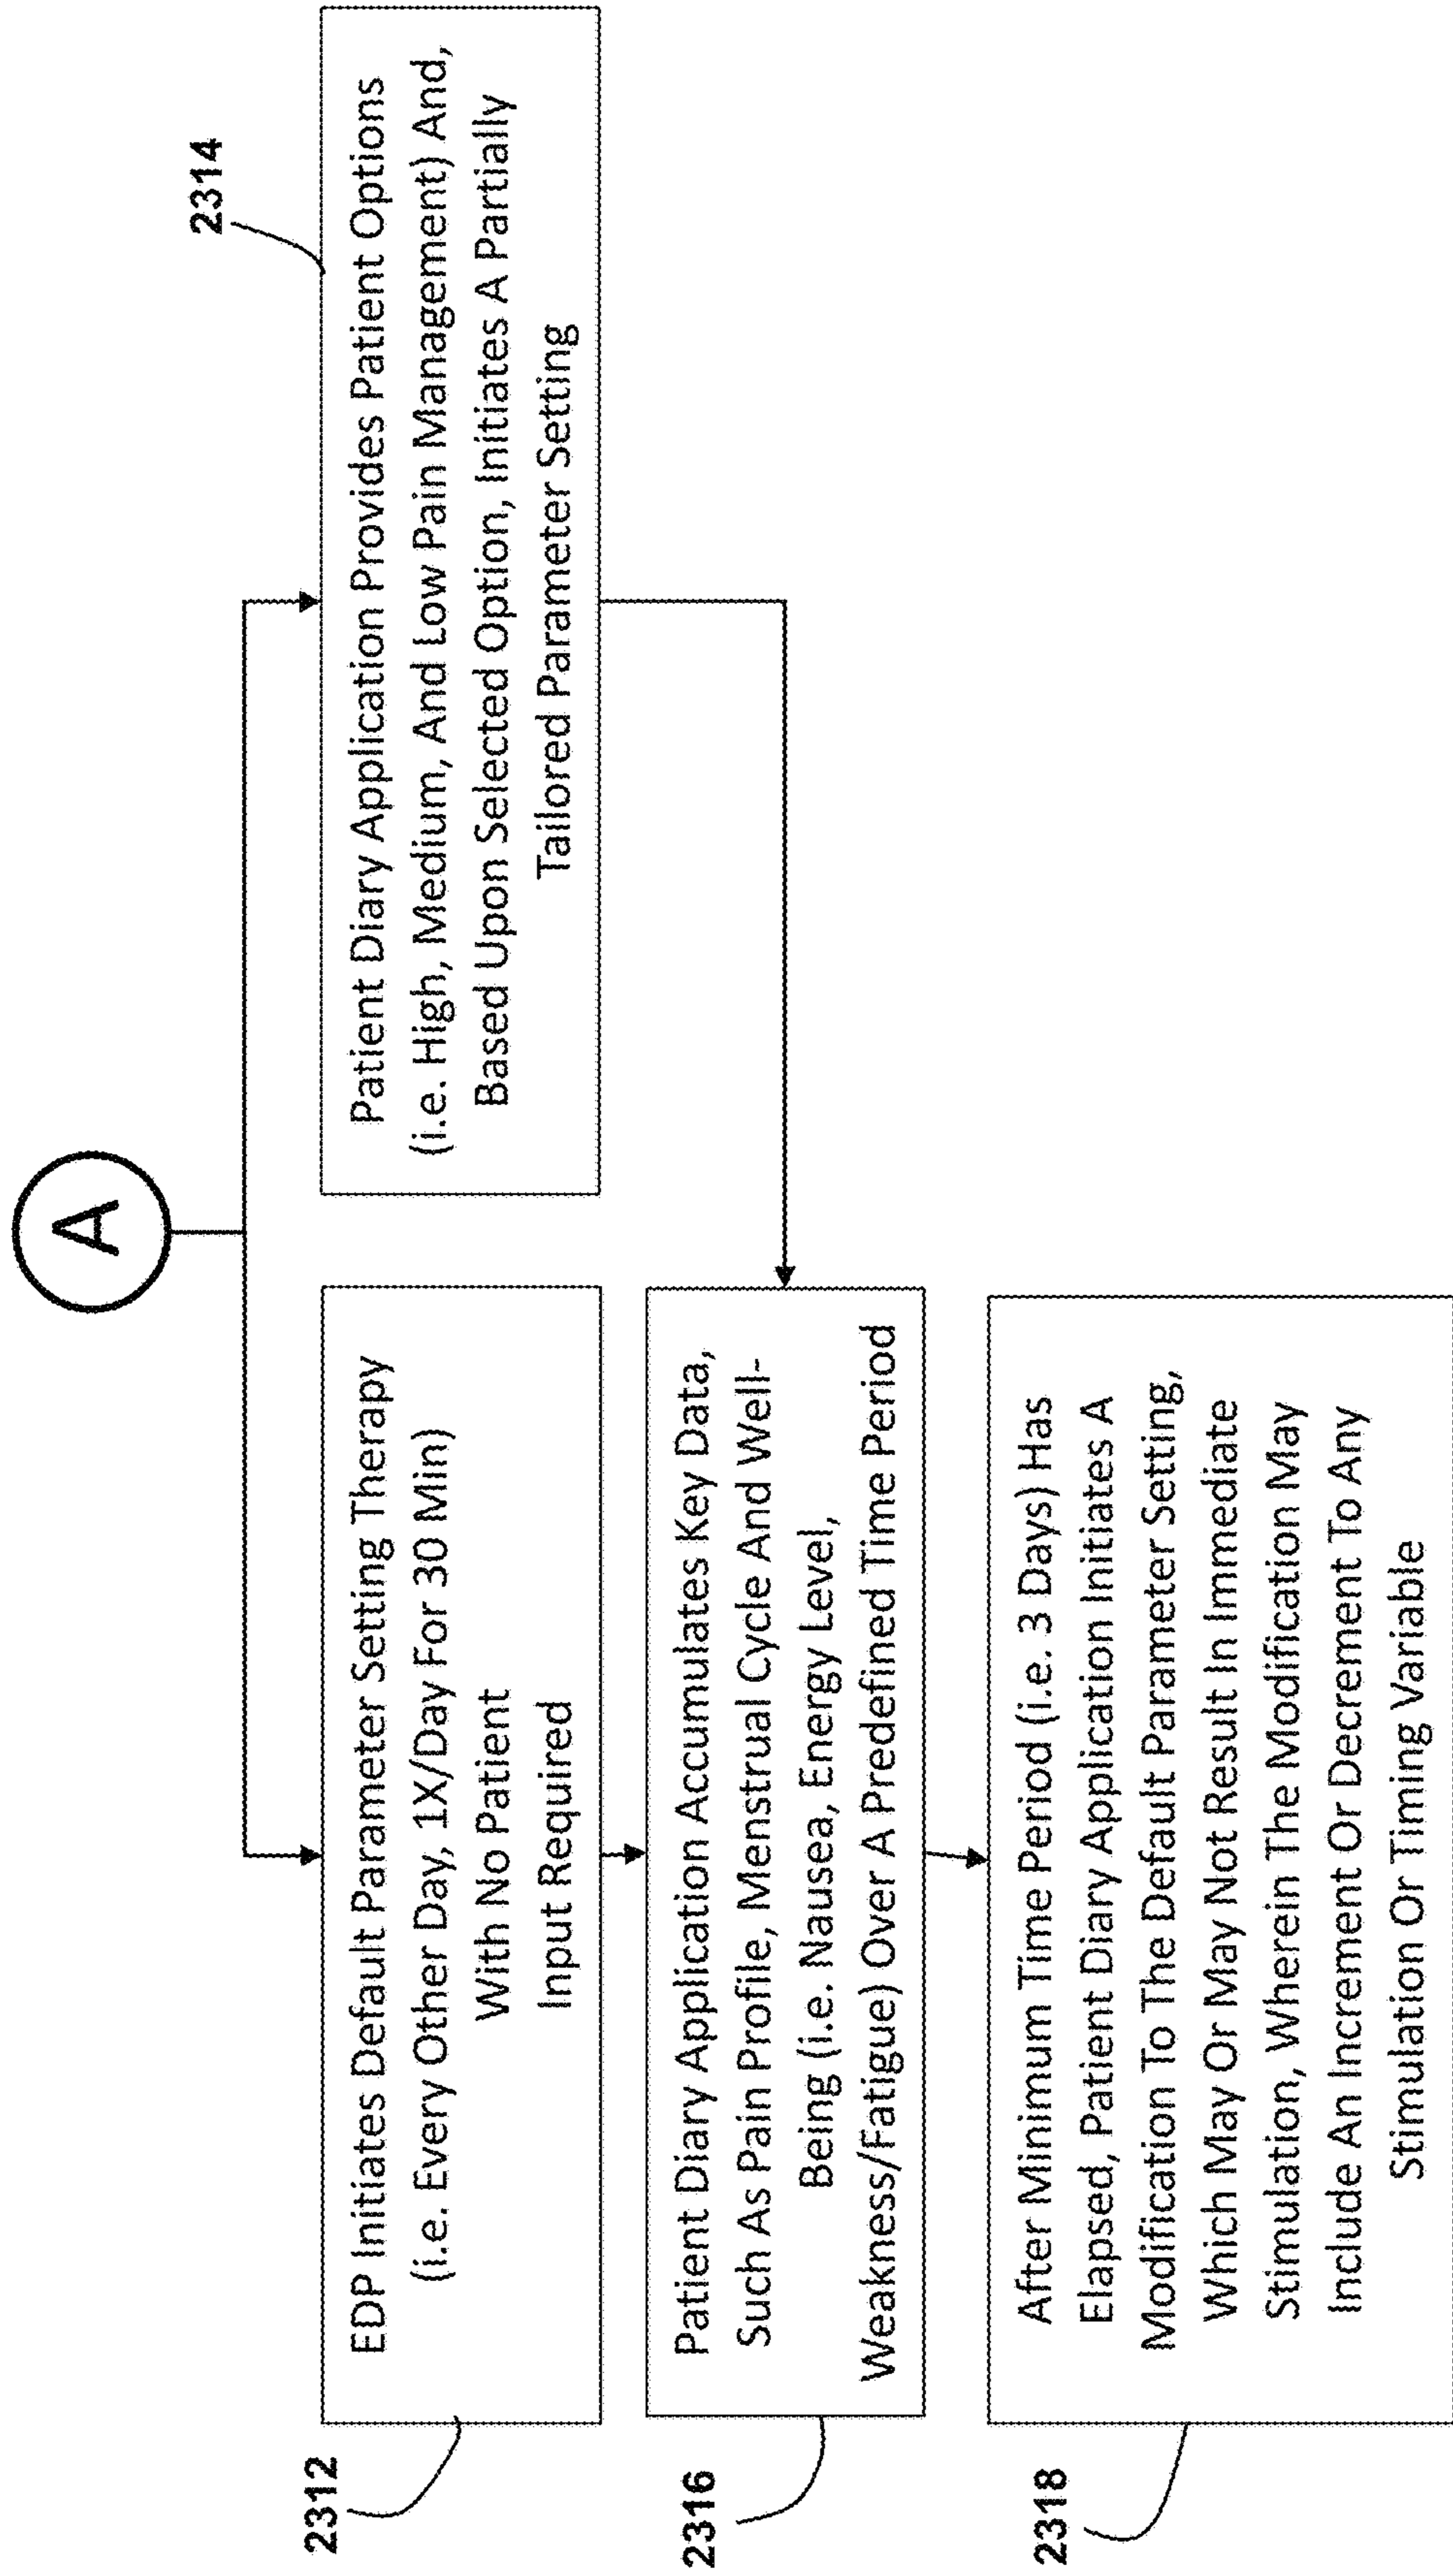 A
2312
EDP Initiates Default Parameter Setting Therapy
(i.e. Every Other Day, 1X/Day For 30 Min)
With No Patient
Input Required
2314
Patient Diary Application Provides Patient Options
(i.e. High, Medium, And Low Pain Management) And,
Based Upon Selected Option, Initiates A Partially
Tailored Parameter Setting
2316
Patient Diary Application Accumulates Key Data,
Such As Pain Profile, Menstrual Cycle And Well-
Being (i.e. Nausea, Energy Level,
Weakness/Fatigue) Over A Predefined Time Period
2318
After Minimum Time Period (i.e. 3 Days) Has
Elapsed, Patient Diary Application Initiates A
Modification To The Default Parameter Setting,
Which May Or May Not Result In Immediate
Stimulation, Wherein The Modification May
Include An Increment Or Decrement To Any
Stimulation Or Timing Variable